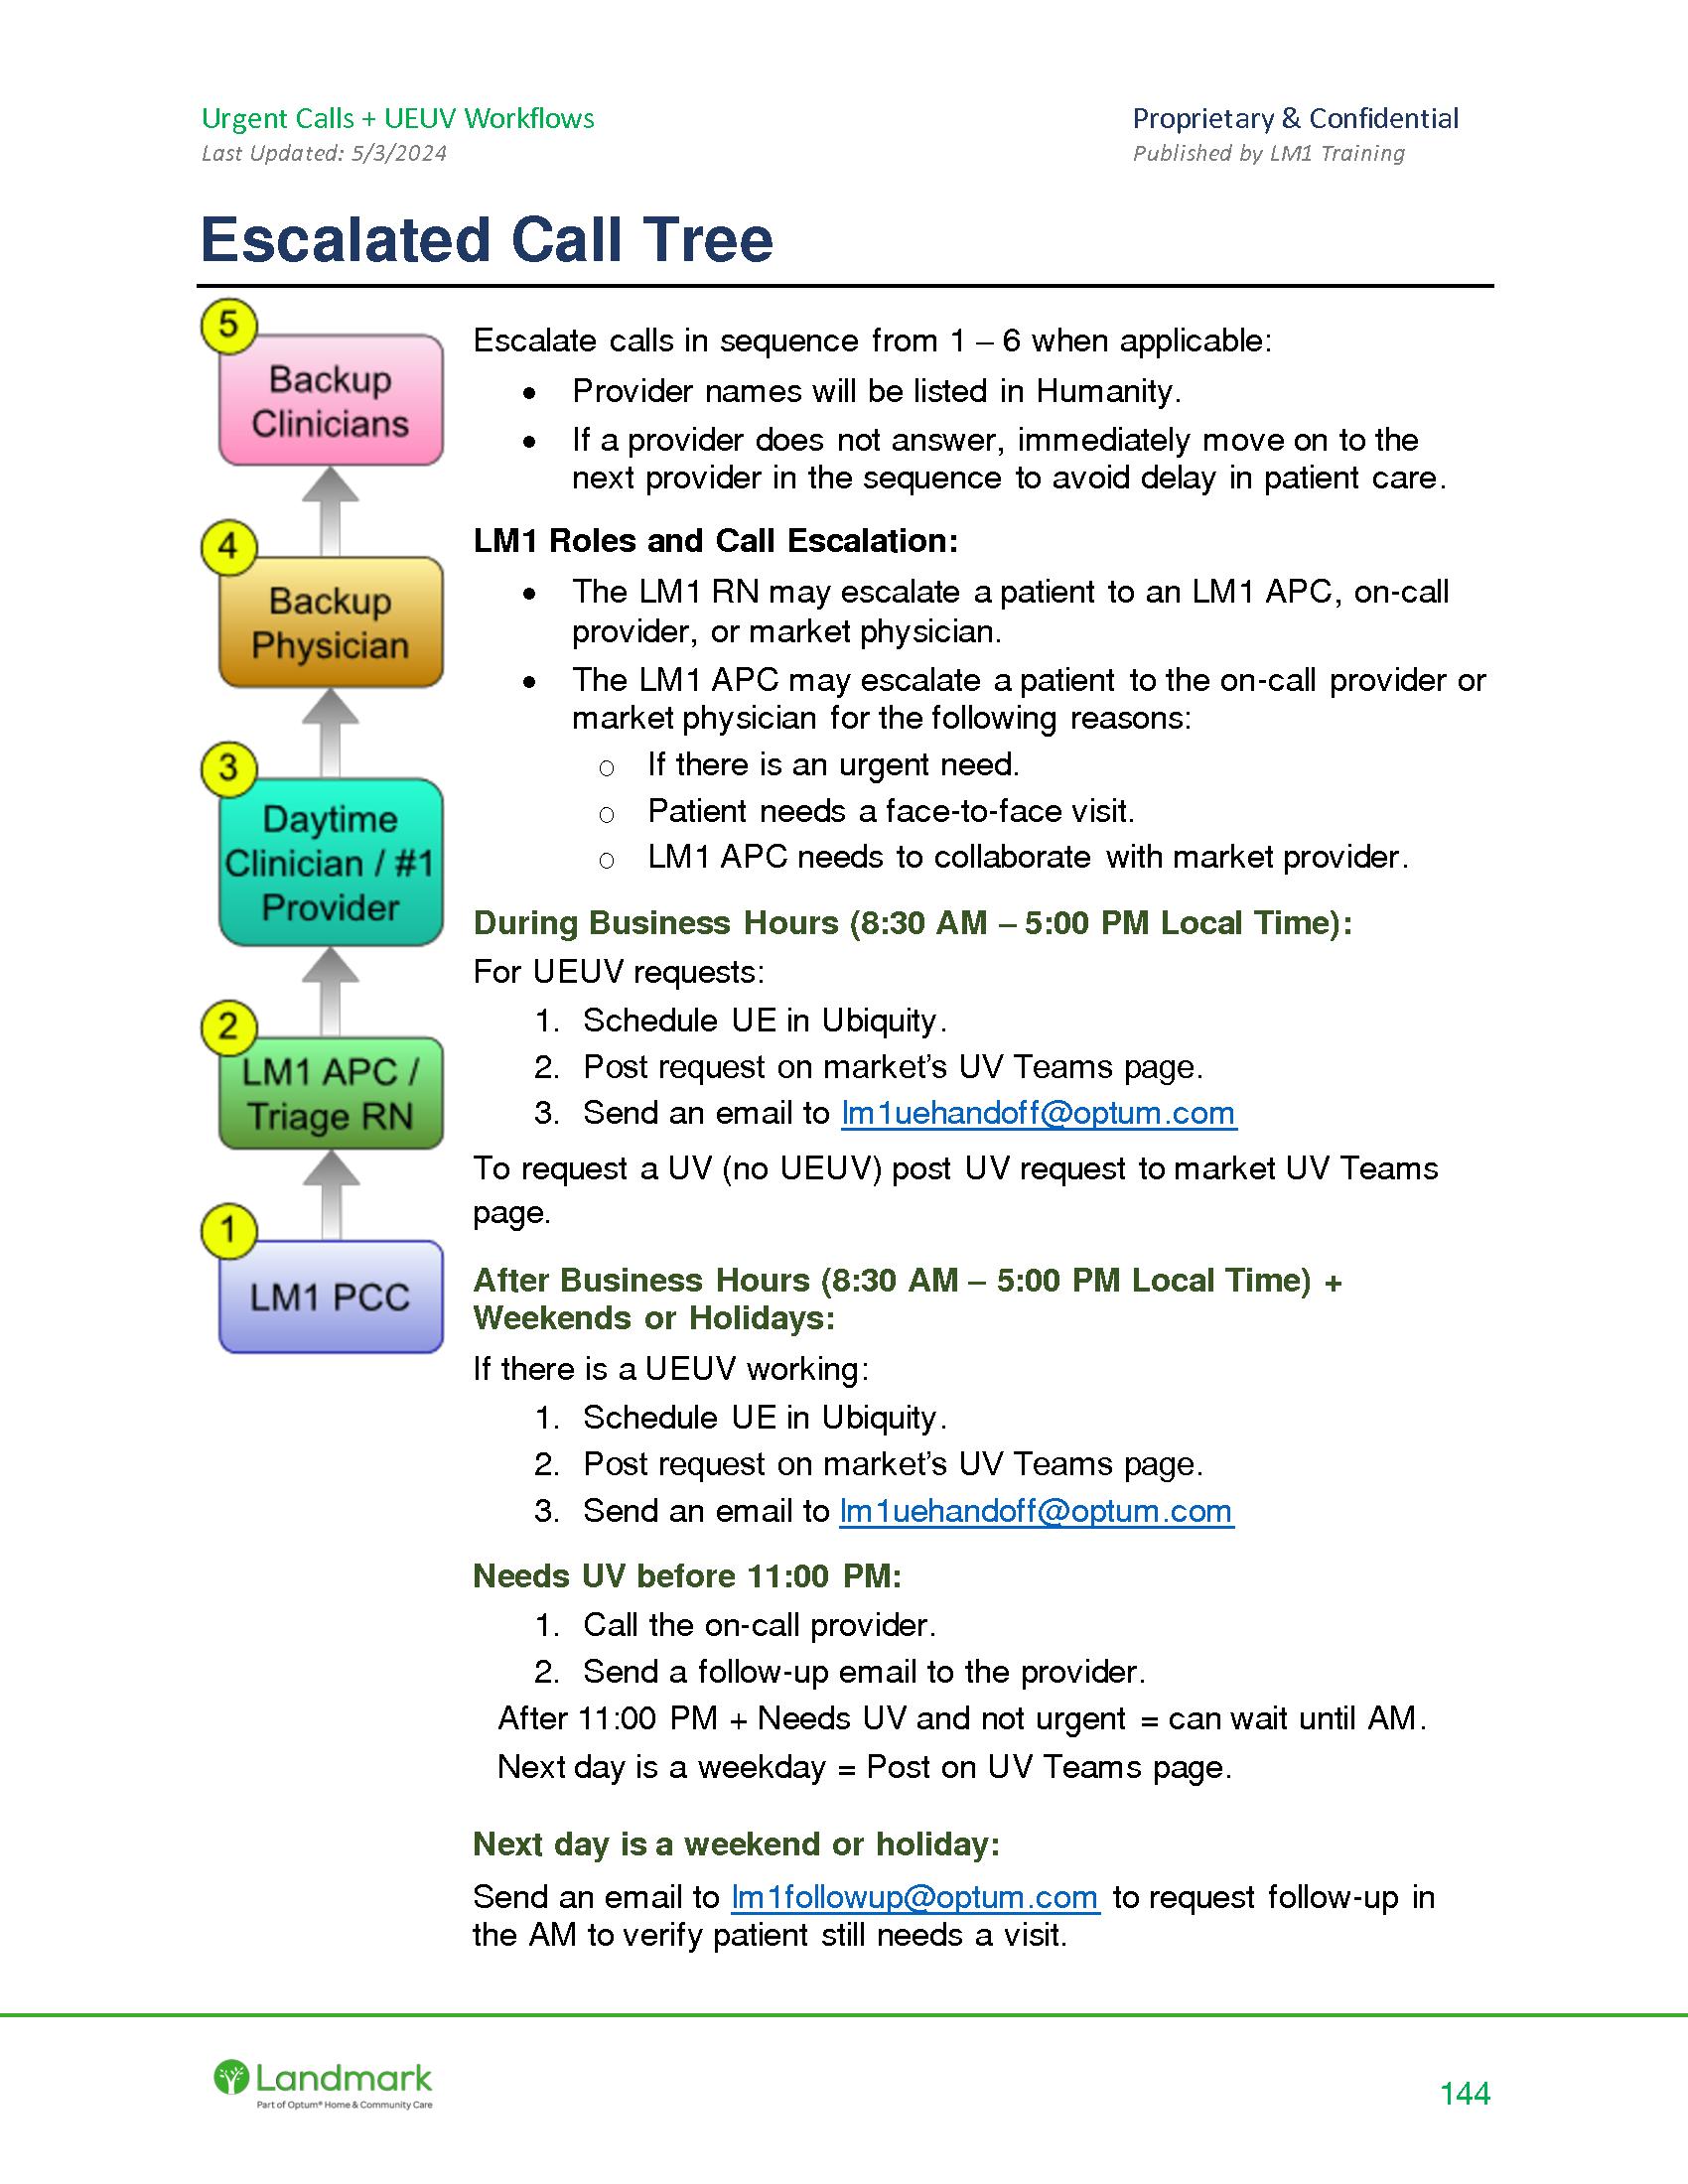 Urgent Calls + UEUV Workflows
Proprietary & Confidential
Last Updated: 5/3/2024
Published by LM1 Training
Escalated Call Tree
5
Backup
Clinicians
4
Backup
Physician
3
Daytime
Clinician / #1
Provider
2
LM1 APC /
Triage RN
1
LM1 PCC
Escalate calls in sequence from 1 – 6 when applicable:
• Provider names will be listed in Humanity.
• If a provider does not answer, immediately move on to the
next provider in the sequence to avoid delay in patient care.
LM1 Roles and Call Escalation:
• The LM1 RN may escalate a patient to an LM1 APC, on-call
provider, or market physician.
• The LM1 APC may escalate a patient to the on-call provider or
market physician for the following reasons:
o If there is an urgent need.
o Patient needs a face-to-face visit.
o LM1 APC needs to collaborate with market provider.
During Business Hours (8:30 AM – 5:00 PM Local Time):
For UEUV requests:
1. Schedule UE in Ubiquity.
2. Post request on market’s UV Teams page.
3. Send an email to lm1uehandoff@optum.com
To request a UV (no UEUV) post UV request to market UV Teams
page.
After Business Hours (8:30 AM – 5:00 PM Local Time) +
Weekends or Holidays:
If there is a UEUV working:
1. Schedule UE in Ubiquity.
2. Post request on market’s UV Teams page.
3. Send an email to lm1uehandoff@optum.com
Needs UV before 11:00 PM:
1. Call the on-call provider.
2. Send a follow-up email to the provider.
After 11:00 PM + Needs UV and not urgent = can wait until AM.
Next day is a weekday = Post on UV Teams page.
Next day is a weekend or holiday:
Send an email to lm1followup@optum.com to request follow-up in
the AM to verify patient still needs a visit.
Landmark
Part of Optum® Home & Community Care
144